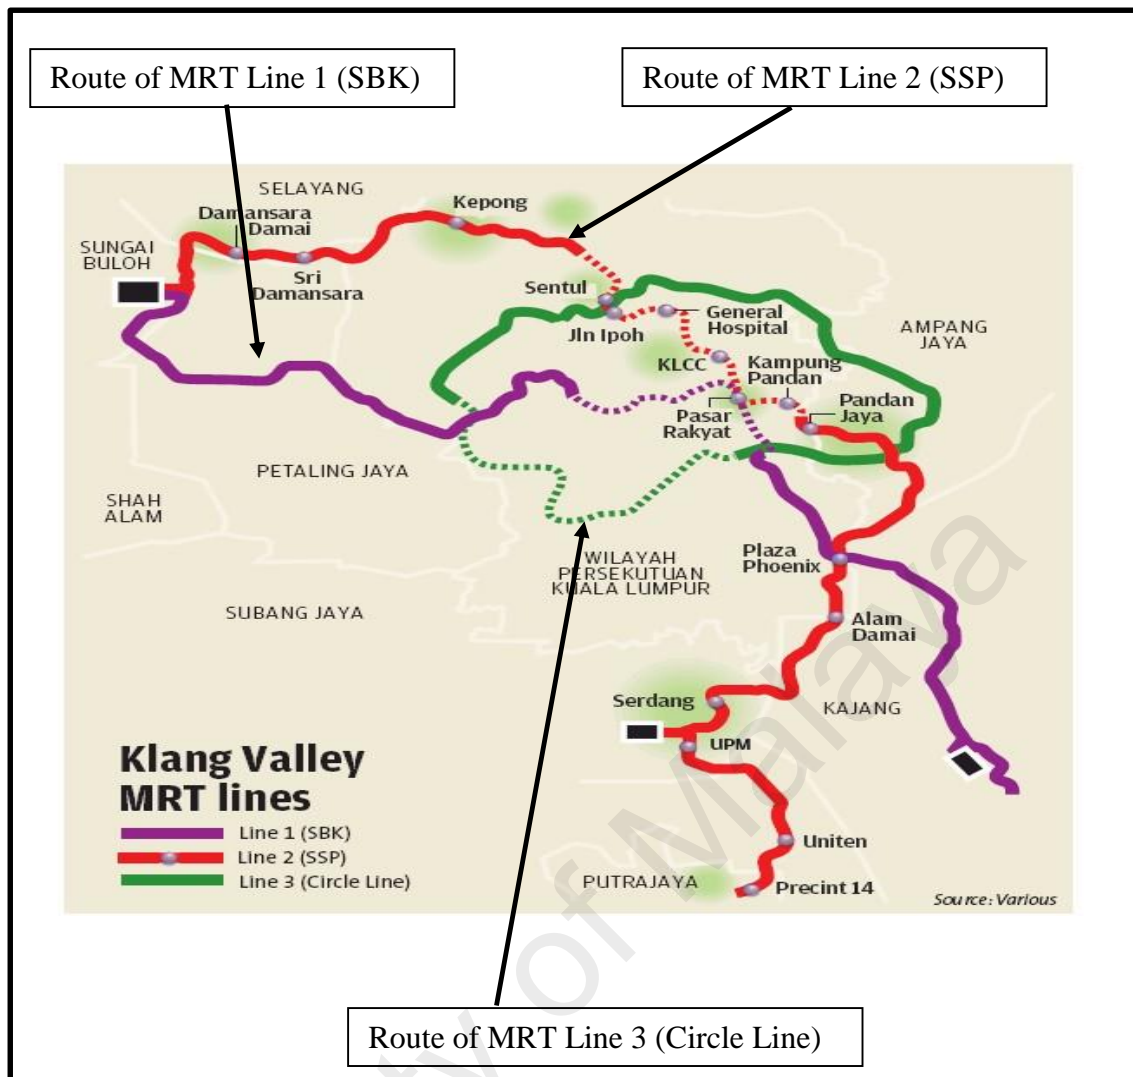 Route of MRT Line 1 (SBK)
Route of MRT Line 2 (SSP)
SELAYANG
Damansara
Damai
Kepong
SUNGAI
BULOH
Sri
Damansara
Sentul
Jln Ipoh
General
Hospital
AMPANG
JAYA
KLCC
Kampung
Pandan
Pasar
Rakyat
Pandan
Jaya
PETALING JAYA
SHAH
ALAM
WILAYAH
PERSEKUTUAN
KUALA LUMPUR
Plaza
Phoenix
SUBANG JAYA
Alam
Damai
Serdang
KAJANG
UPM
Klang Valley
MRT lines
Line 1 (SBK)
Line 2 (SSP)
Line 3 (Circle Line)
Uniten
PUTRAJAYA
Precint 14
Source: Various
Route of MRT Line 3 (Circle Line)
ty of Malaya